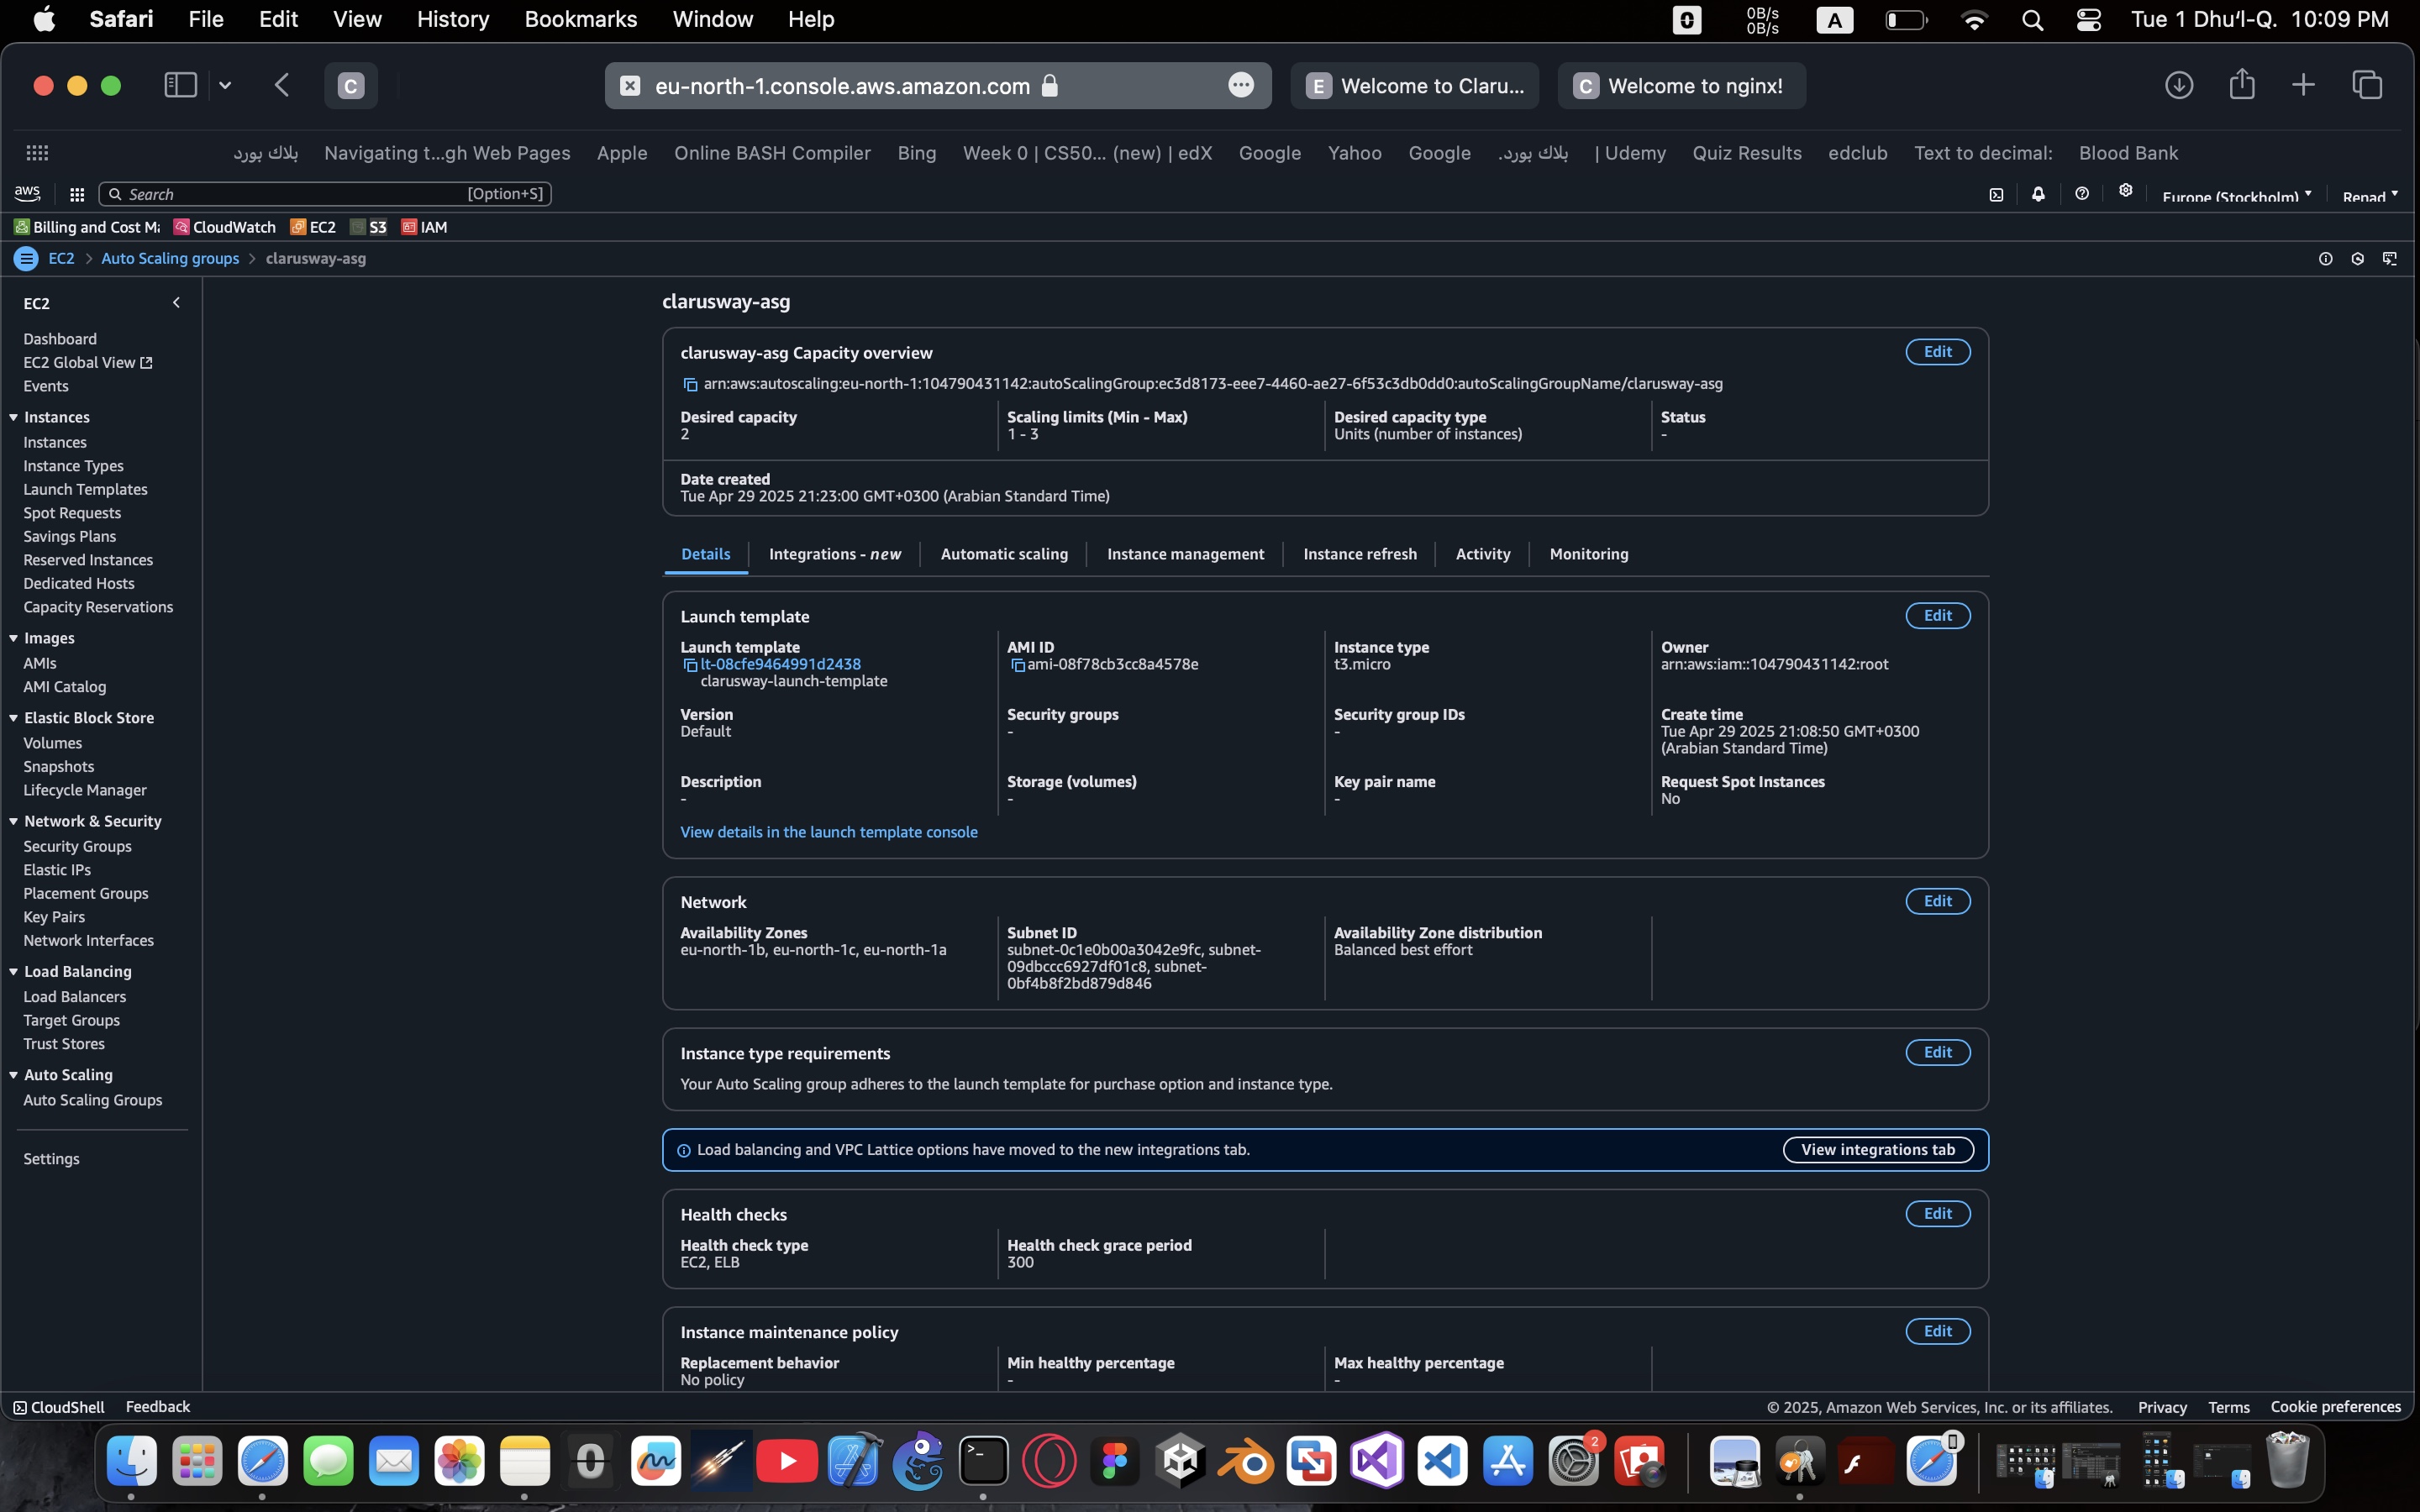 Safari File Edit View History Bookmarks Window Help
0B/s
0B/s
A
Tue 1 Dhu'l-Q. 10:09 PM
C
eu-north-1.console.aws.amazon.com
E Welcome to Claru...
C Welcome to nginx!
بلاك بورد Navigating t...gh Web Pages Apple Online BASH Compiler Bing Week 0 | CS50... (new) | edX Google Yahoo Google بلاك بورد. | Udemy Quiz Results edclub Text to decimal: Blood Bank
aws Search [Option+S] Europe (Stockholm) Renad
Billing and Cost Ma CloudWatch EC2 S3 IAM
EC2 > Auto Scaling groups > clarusway-asg
EC2
Dashboard
EC2 Global View
Events
Instances
Instances
Instance Types
Launch Templates
Spot Requests
Savings Plans
Reserved Instances
Dedicated Hosts
Capacity Reservations
Images
AMIs
AMI Catalog
Elastic Block Store
Volumes
Snapshots
Lifecycle Manager
Network & Security
Security Groups
Elastic IPs
Placement Groups
Key Pairs
Network Interfaces
Load Balancing
Load Balancers
Target Groups
Trust Stores
Auto Scaling
Auto Scaling Groups
Settings
clarusway-asg
clarusway-asg Capacity overview
Edit
arn:aws:autoscaling:eu-north-1:104790431142:autoScalingGroup:ec3d8173-eee7-4460-ae27-6f53c3db0dd0:autoScalingGroupName/clarusway-asg
Desired capacity
2
Scaling limits (Min - Max)
1 - 3
Desired capacity type
Units (number of instances)
Status
-
Date created
Tue Apr 29 2025 21:23:00 GMT+0300 (Arabian Standard Time)
Details Integrations - new Automatic scaling Instance management Instance refresh Activity Monitoring
Launch template
Edit
Launch template
lt-08cfe9464991d2438
clarusway-launch-template
AMI ID
ami-08f78cb3cc8a4578e
Instance type
t3.micro
Owner
arn:aws:iam::104790431142:root
Version
Default
Security groups
-
Security group IDs
-
Create time
Tue Apr 29 2025 21:08:50 GMT+0300
(Arabian Standard Time)
Description
-
Storage (volumes)
-
Key pair name
-
Request Spot Instances
No
View details in the launch template console
Network
Edit
Availability Zones
eu-north-1b, eu-north-1c, eu-north-1a
Subnet ID
subnet-0c1e0b00a3042e9fc, subnet-
09dbccc6927df01c8, subnet-
0bf4b8f2bd879d846
Availability Zone distribution
Balanced best effort
Instance type requirements
Edit
Your Auto Scaling group adheres to the launch template for purchase option and instance type.
Load balancing and VPC Lattice options have moved to the new integrations tab.
View integrations tab
Health checks
Edit
Health check type
EC2, ELB
Health check grace period
300
Instance maintenance policy
Edit
Replacement behavior
No policy
Min healthy percentage
-
Max healthy percentage
-
CloudShell Feedback
© 2025, Amazon Web Services, Inc. or its affiliates. Privacy Terms Cookie preferences
2